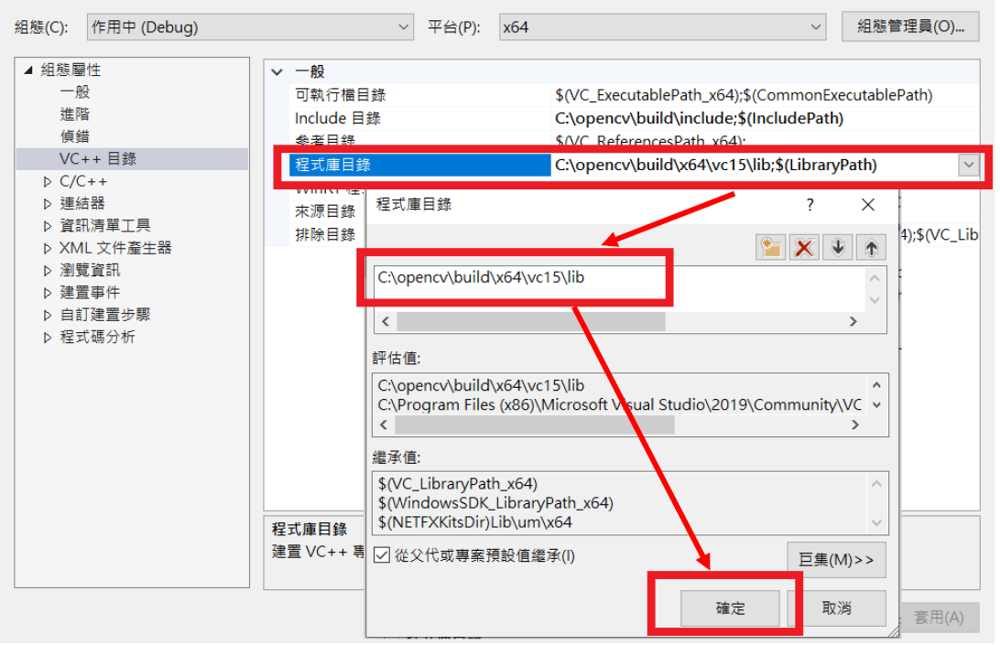 組態(C): 作用中 (Debug) 平台(P): x64 組態管理員(O)...
組態屬性
一般
進階
偵錯
VC++ 目錄
C/C++
連結器
資訊清單工具
XML 文件產生器
瀏覽資訊
建置事件
自訂建置步驟
程式碼分析
一般
可執行檔目錄 $(VC_ExecutablePath_x64);$(CommonExecutablePath)
Include 目錄 C:\opencv\build\include;$(IncludePath)
參考目錄 $(VC_ReferencesPath_x64);
程式庫目錄 C:\opencv\build\x64\vc15\lib;$(LibraryPath)
來源目錄
排除目錄 4);$(VC_Lib
程式庫目錄
建置 VC++ 專
程式庫目錄 ?
C:\opencv\build\x64\vc15\lib
評估值:
C:\opencv\build\x64\vc15\lib
C:\Program Files (x86)\Microsoft Visual Studio\2019\Community\VC
繼承值:
$(VC_LibraryPath_x64)
$(WindowsSDK_LibraryPath_x64)
$(NETFXKitsDir)Lib\um\x64
從父代或專案預設值繼承(I)
巨集(M)>>
確定 取消
套用(A)